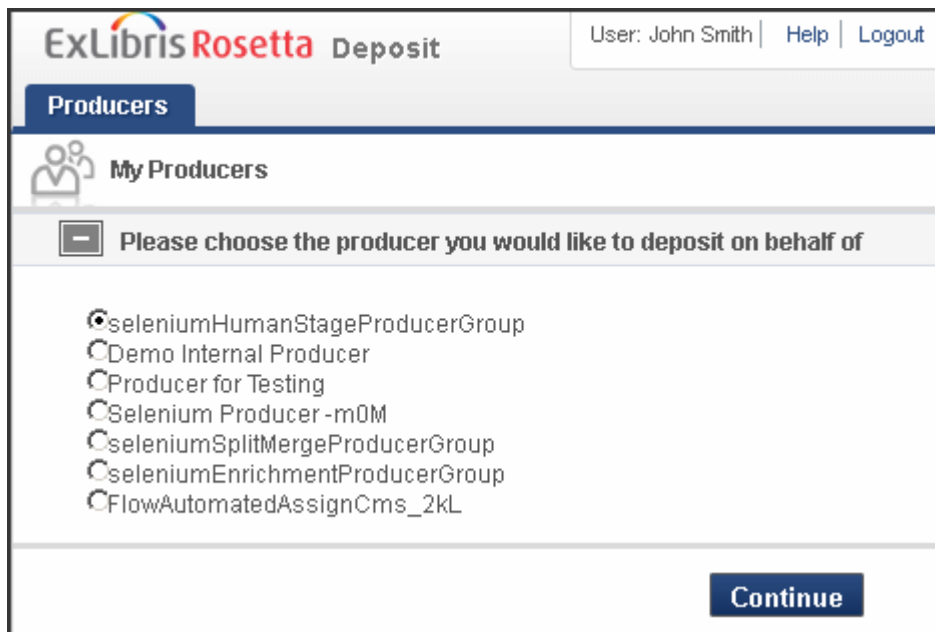 ExLibris Rosetta Deposit
User: John Smith | Help | Logout
Producers
My Producers
Please choose the producer you would like to deposit on behalf of
seleniumHumanStageProducerGroup
Demo Internal Producer
Producer for Testing
Selenium Producer -m0M
seleniumSplitMergeProducerGroup
seleniumEnrichmentProducerGroup
FlowAutomatedAssignCms_2kL
Continue